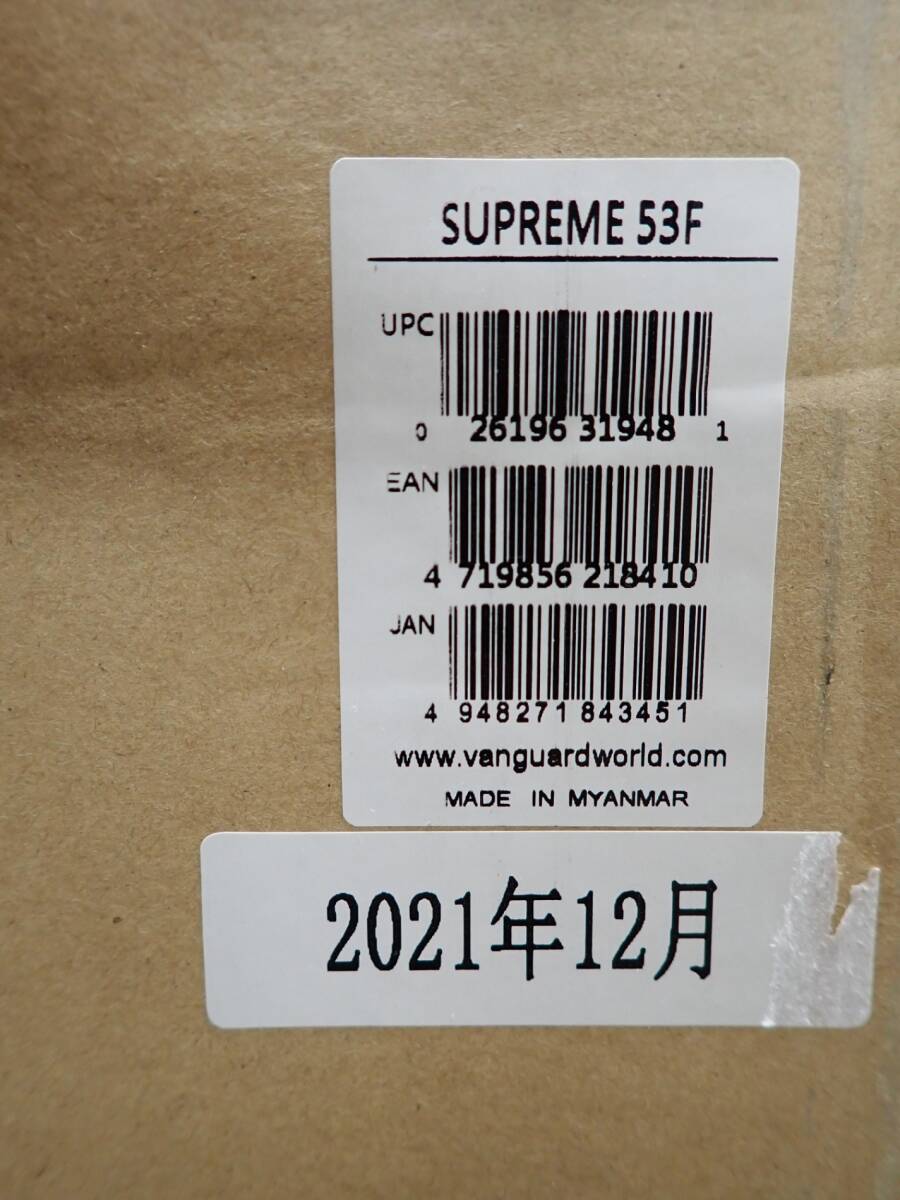 SUPREME 53F
UPC
0 26196 31948 1
EAN
4 719856 218410
JAN
4 948271 843451
www.vanguardworld.com
MADE IN MYANMAR
2021年12月